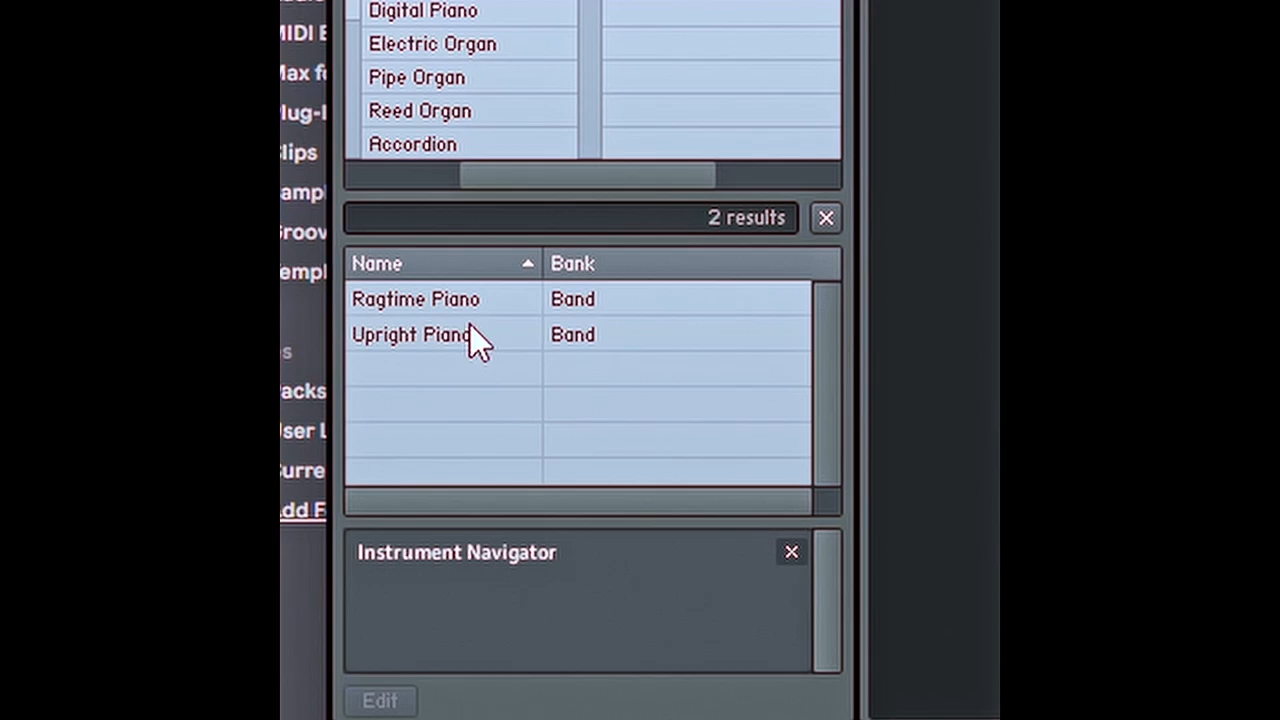 Digital Piano
Electric Organ
Pipe Organ
Reed Organ
Accordion
2 results
Name
Bank
Ragtime Piano
Band
Upright Piano
Band
Instrument Navigator
Edit